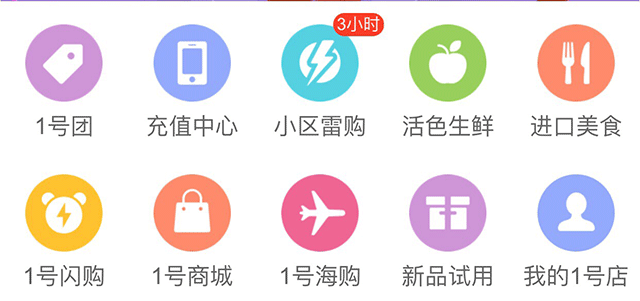 3小时
1号团
充值中心
小区雷购
活色生鲜
进口美食
1号闪购
1号商城
1号海购
新品试用
我的1号店